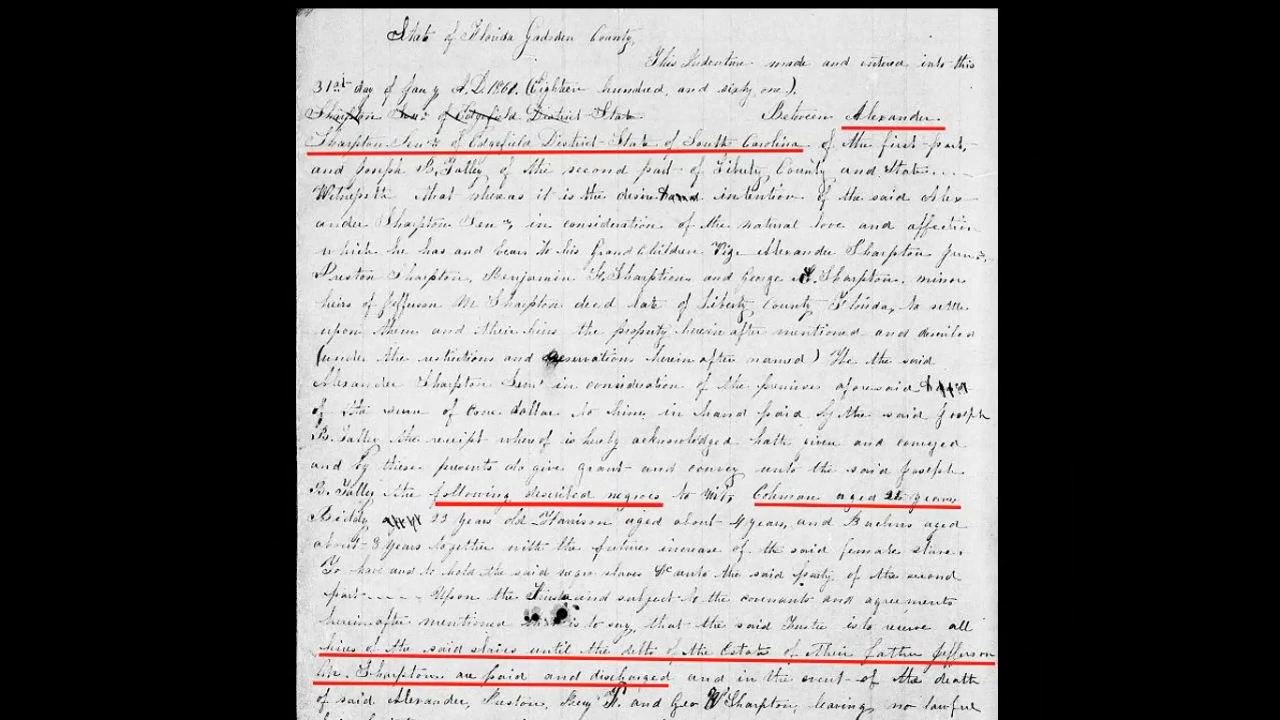 State of Florida Gadsden County
This Indenture made and entered into this
31st day of Jany A.D. 1861. (Eighteen hundred, and sixty one).
Sharpton Senr of Edgefield District State Between Alexander
Sharpton Senr of Edgefield District State of South Carolina of the first part,
and Joseph B. Talley of the second part of Liberty County and State
Witnesseth that whereas it is the desire and intention of the said Alex
ander Sharpton Senr, in consideration of the natural love and affection
which he has and bears to his Grand Children Viz. Alexander Sharpton Junr,
Preston Sharpton, Benjamin F. Sharptions and George W. Sharpton, minor
heirs of Jefferson M. Sharpton decd late of Liberty County Florida, to settle
upon them and their heirs the property herein after mentioned and described
(under the restrictions and reservations herein after named) He the said
Alexander Sharpton Senr in consideration of the premises aforesaid
of the sum of One dollar to him in hand paid by the said Joseph
B. Talley the receipt whereof is hereby acknowledged hath given and conveyed
and by these presents do give grant and convey unto the said Joseph
B. Talley the following described negroes to wit, Coleman aged 25 years,
Biddy 23 years old Harrison aged about 4 years, and aged
about 3 years together with the future increase of the said female slave.
To have and to hold the said negro slaves &c unto the said party of the second
part Upon the and subject to the covenants and agreements
herein after mentioned that is to say, that the said Trustee is to reserve all
hires of the said slaves until the debts of the Estate of their father Jefferson
M. Sharpton are paid and discharged and in the event of the death
of said Alexander, Preston, Benj F. and Geo W Sharpton, leaving no lawful